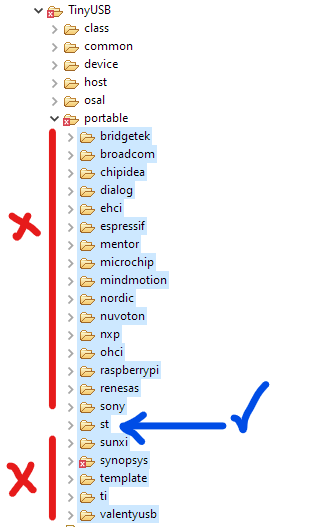 TinyUSB
class
common
device
host
osal
portable
bridgetek
broadcom
chipidea
dialog
ehci
espressif
mentor
microchip
mindmotion
nordic
nuvoton
nxp
ohci
raspberrypi
renesas
sony
st
sunxi
synopsys
template
ti
valentyusb